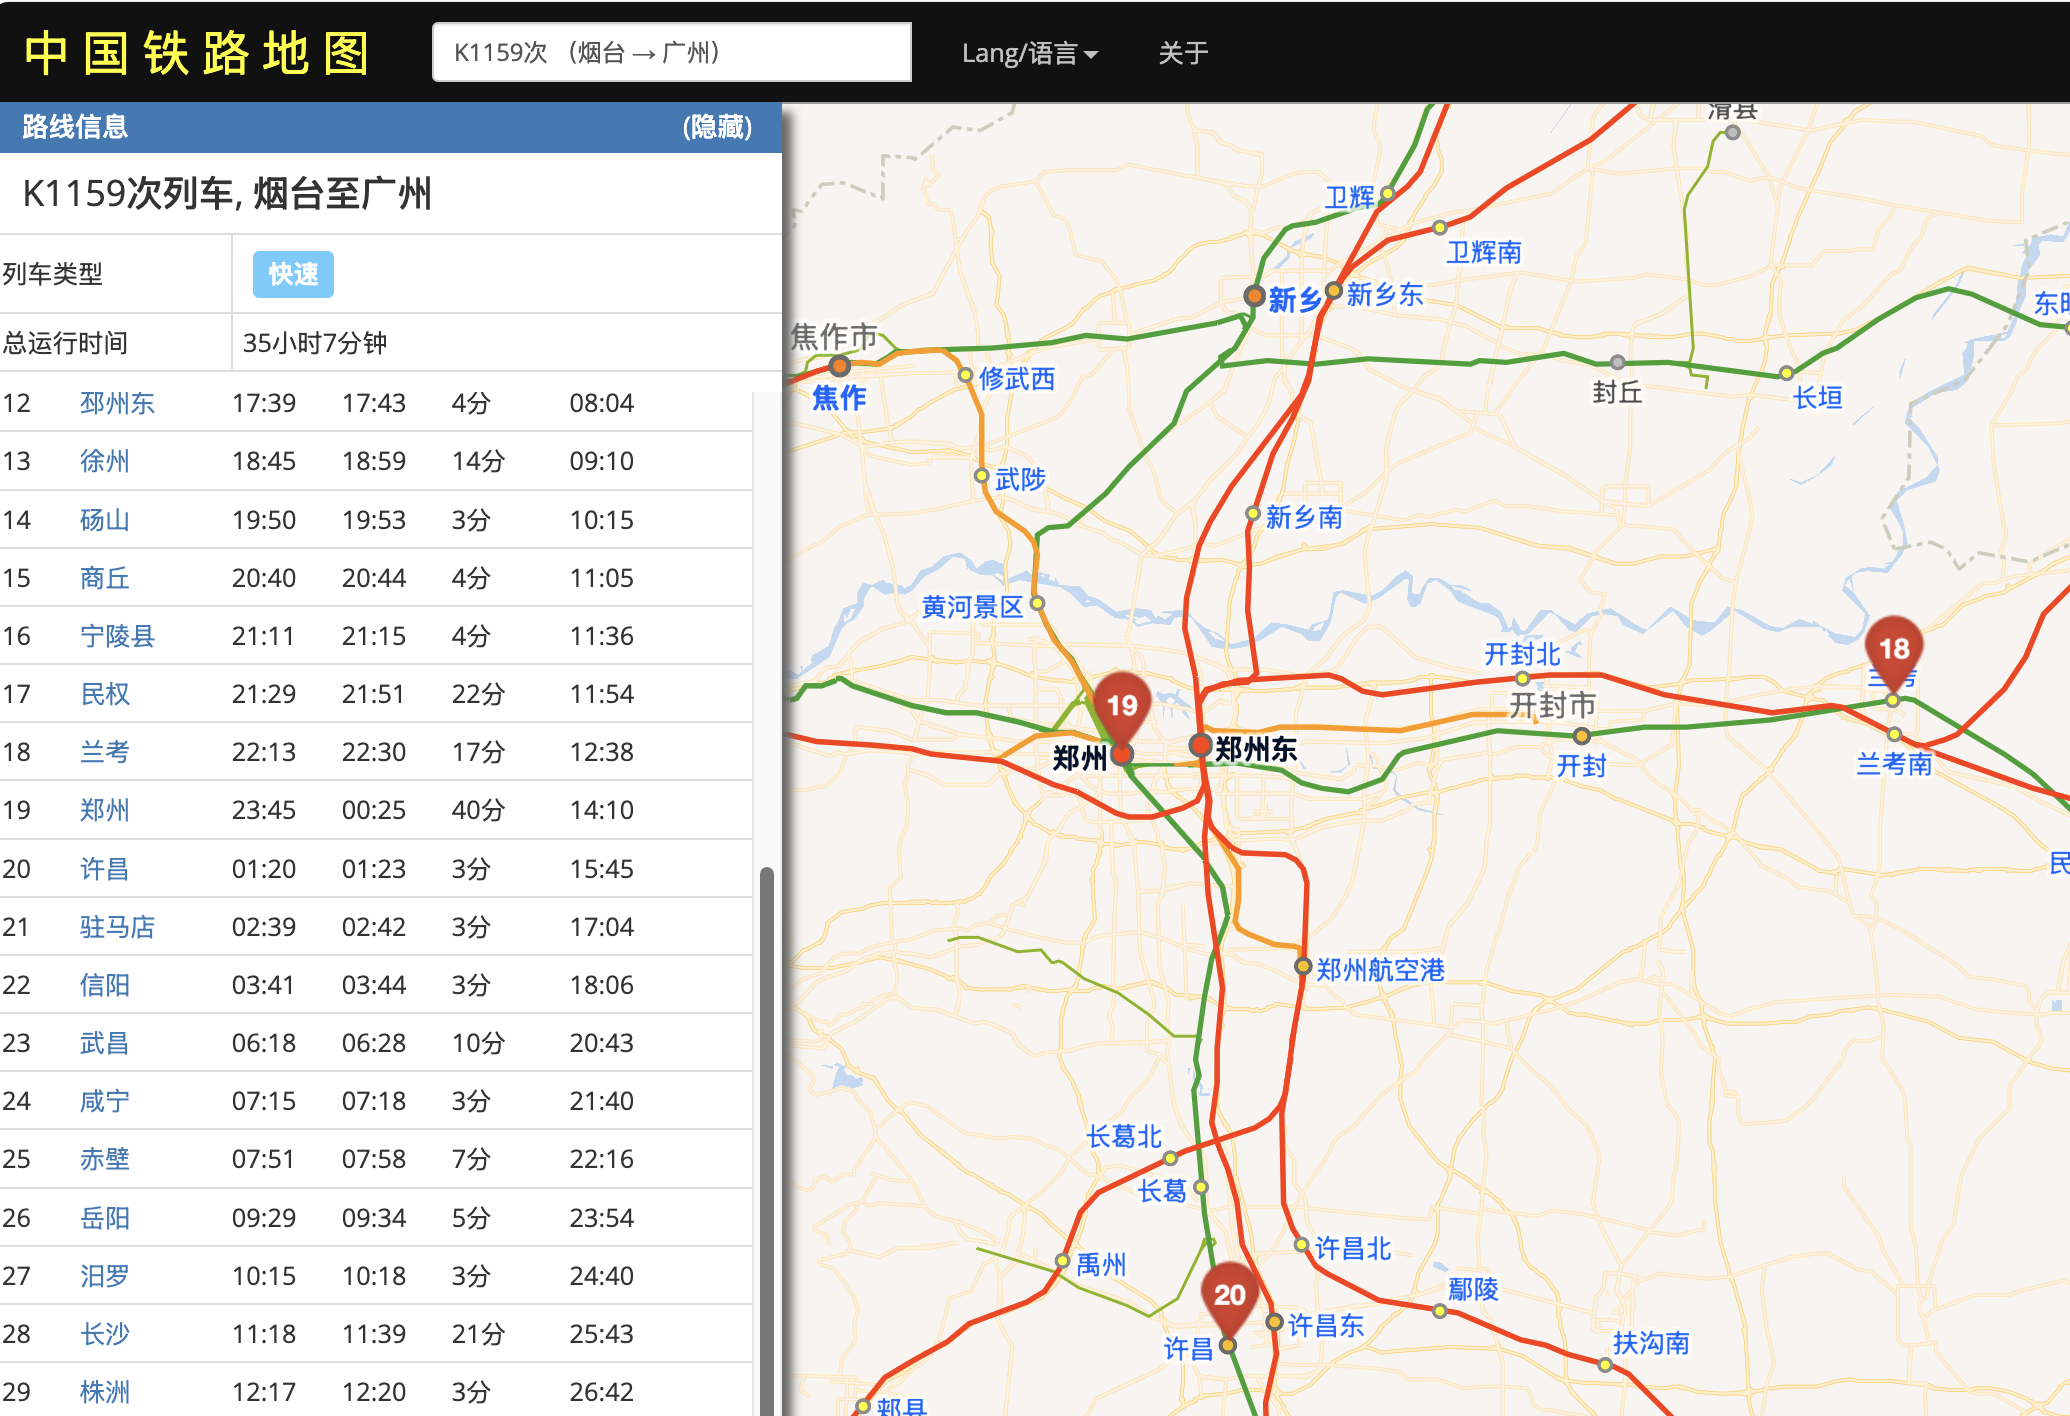 中国铁路地图
K1159次 （烟台→广州）
Lang/语言
关于
路线信息
(隐藏)
K1159次列车, 烟台至广州
列车类型 快速
总运行时间 35小时7分钟
12 邳州东 17:39 17:43 4分 08:04
13 徐州 18:45 18:59 14分 09:10
14 砀山 19:50 19:53 3分 10:15
15 商丘 20:40 20:44 4分 11:05
16 宁陵县 21:11 21:15 4分 11:36
17 民权 21:29 21:51 22分 11:54
18 兰考 22:13 22:30 17分 12:38
19 郑州 23:45 00:25 40分 14:10
20 许昌 01:20 01:23 3分 15:45
21 驻马店 02:39 02:42 3分 17:04
22 信阳 03:41 03:44 3分 18:06
23 武昌 06:18 06:28 10分 20:43
24 咸宁 07:15 07:18 3分 21:40
25 赤壁 07:51 07:58 7分 22:16
26 岳阳 09:29 09:34 5分 23:54
27 汨罗 10:15 10:18 3分 24:40
28 长沙 11:18 11:39 21分 25:43
29 株洲 12:17 12:20 3分 26:42
滑县
卫辉
卫辉南
新乡
新乡东
焦作市
焦作
修武西
封丘
长垣
武陟
新乡南
黄河景区
开封北
18
兰考
19
开封市
郑州
郑州东
开封
兰考南
郑州航空港
长葛北
长葛
许昌北
禹州
鄢陵
20
许昌东
许昌
扶沟南
郏县